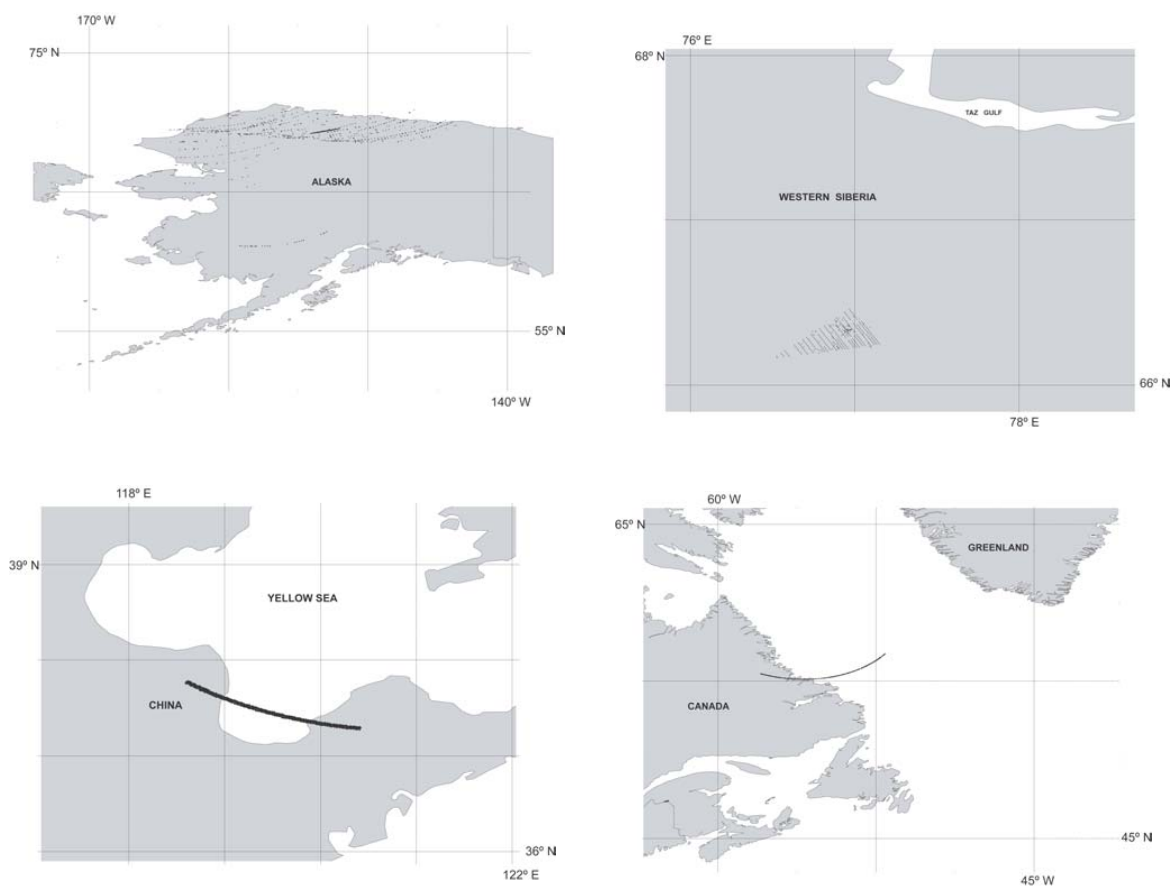 170º W
75º N
ALASKA
55º N
140º W
76º E
68º N
TAZ GULF
WESTERN SIBERIA
66º N
78º E
118º E
39º N
YELLOW SEA
CHINA
36º N
122º E
60º W
65º N
GREENLAND
CANADA
45º N
45º W